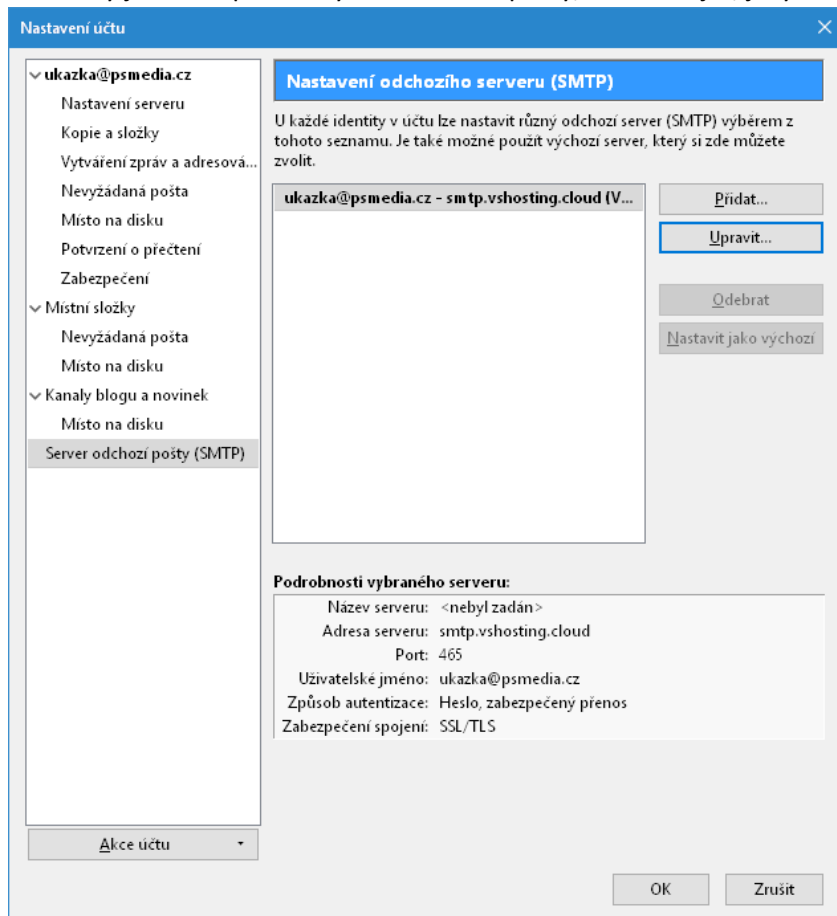 Nastavení účtu
ukazka@psmedia.cz
Nastavení serveru
Kopie a složky
Vytváření zpráv a adresová...
Nevyžádaná pošta
Místo na disku
Potvrzení o přečtení
Zabezpečení
Místní složky
Nevyžádaná pošta
Místo na disku
Kanaly blogu a novinek
Místo na disku
Server odchozí pošty (SMTP)
Akce účtu
Nastavení odchozího serveru (SMTP)
U každé identity v účtu lze nastavit různý odchozí server (SMTP) výběrem z
tohoto seznamu. Je také možné použít výchozí server, který si zde můžete
zvolit.
ukazka@psmedia.cz - smtp.vshosting.cloud (V...
Přidat...
Upravit...
Odebrat
Nastavit jako výchozí
Podrobnosti vybraného serveru:
Název serveru: <nebyl zadán>
Adresa serveru: smtp.vshosting.cloud
Port: 465
Uživatelské jméno: ukazka@psmedia.cz
Způsob autentizace: Heslo, zabezpečený přenos
Zabezpečení spojení: SSL/TLS
OK
Zrušit